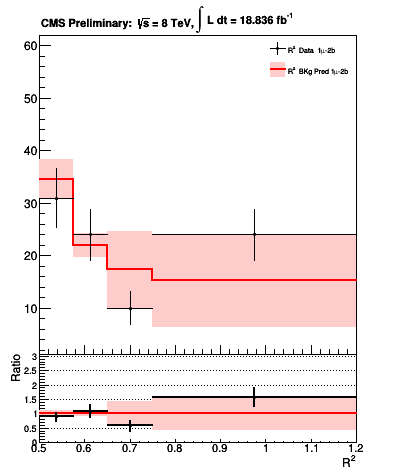 CMS Preliminary: √s = 8 TeV, ∫ L dt = 18.836 fb⁻¹
60
R² Data 1μ-2b
R² BKg Pred 1μ-2b
50
40
30
20
10
Ratio
3
2.5
2
1.5
1
0.5
0
0.5 0.6 0.7 0.8 0.9 1 1.1 1.2
R²